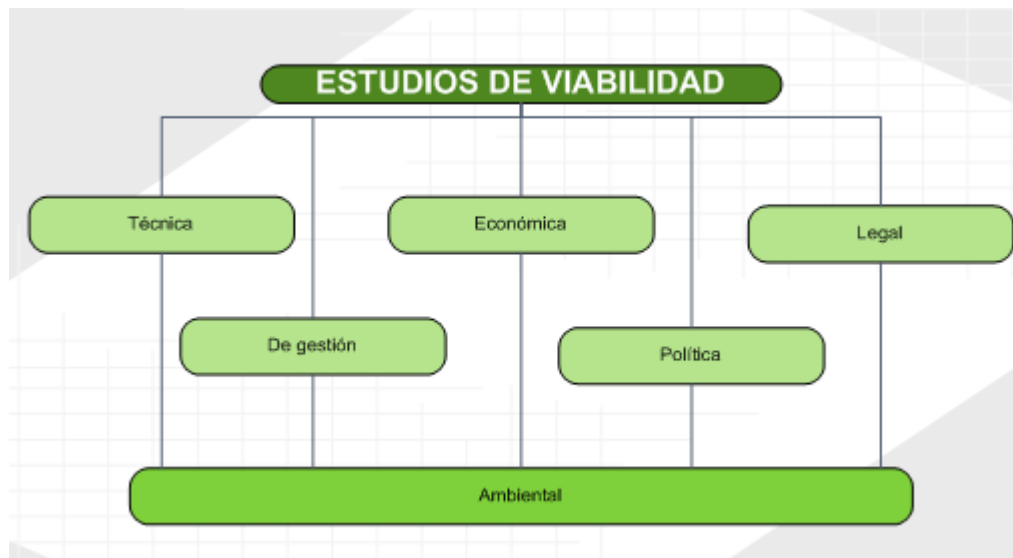 ESTUDIOS DE VIABILIDAD
Técnica
Económica
Legal
De gestión
Política
Ambiental